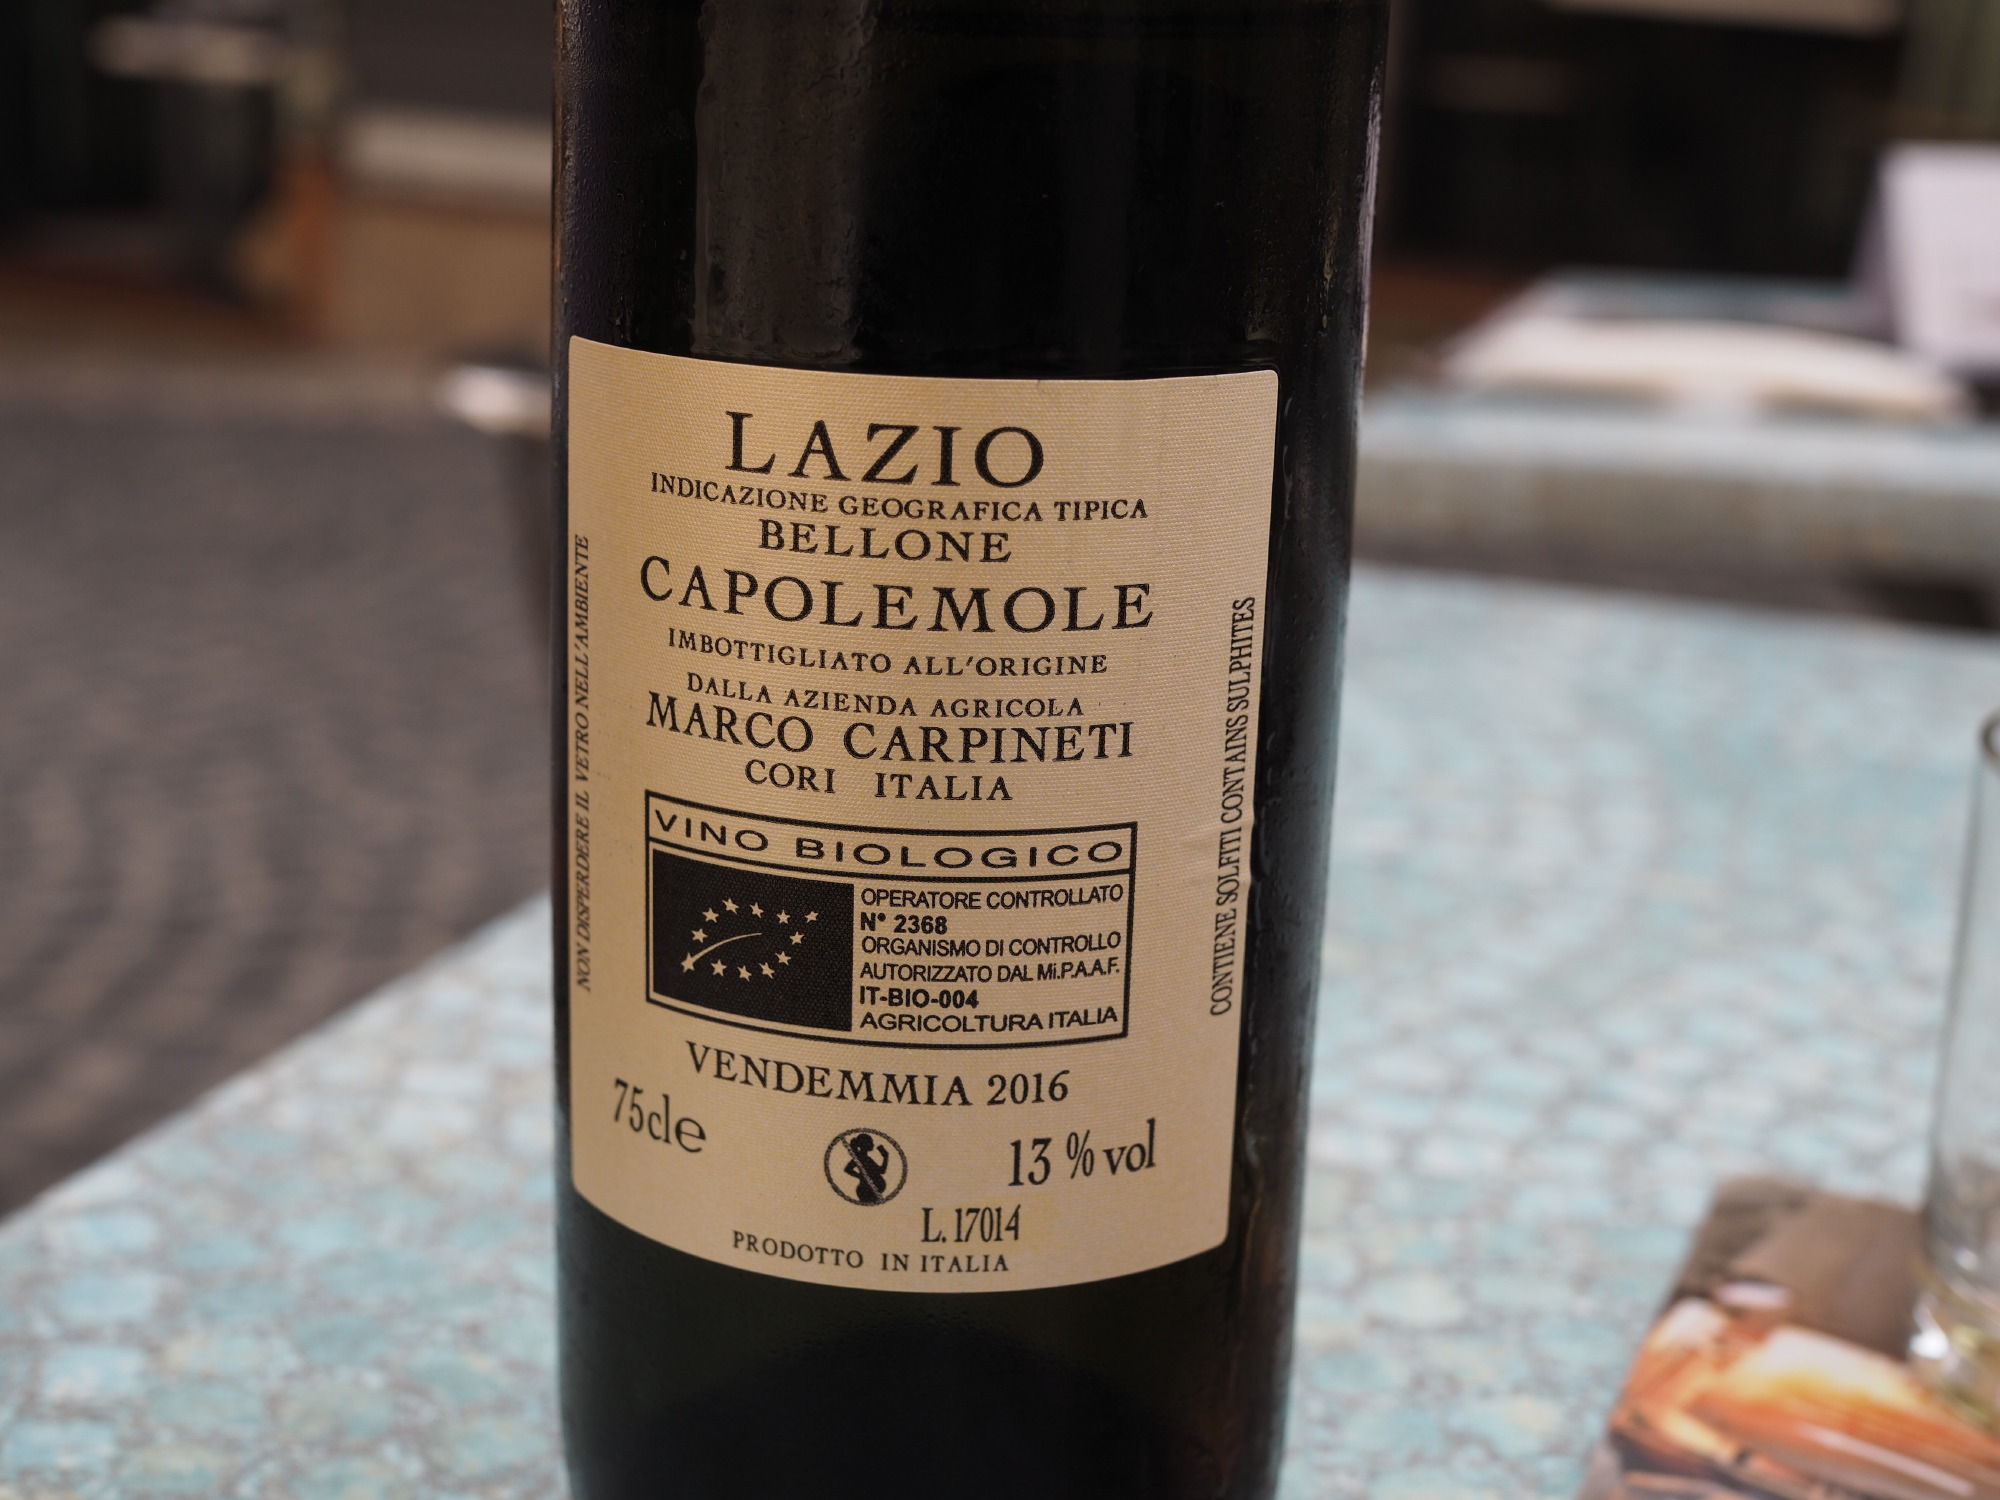 LAZIO
INDICAZIONE GEOGRAFICA TIPICA
BELLONE
CAPOLEMOLE
IMBOTTIGLIATO ALL'ORIGINE
DALLA AZIENDA AGRICOLA
MARCO CARPINETI
CORI ITALIA
VINO BIOLOGICO
OPERATORE CONTROLLATO
N° 2368
ORGANISMO DI CONTROLLO
AUTORIZZATO DAL Mi.P.A.A.F.
IT-BIO-004
AGRICOLTURA ITALIA
VENDEMMIA 2016
75cl℮
13 % vol
L. 17014
PRODOTTO IN ITALIA
NON DISPERDERE IL VETRO NELL'AMBIENTE
CONTIENE SOLFITI CONTAINS SULPHITES